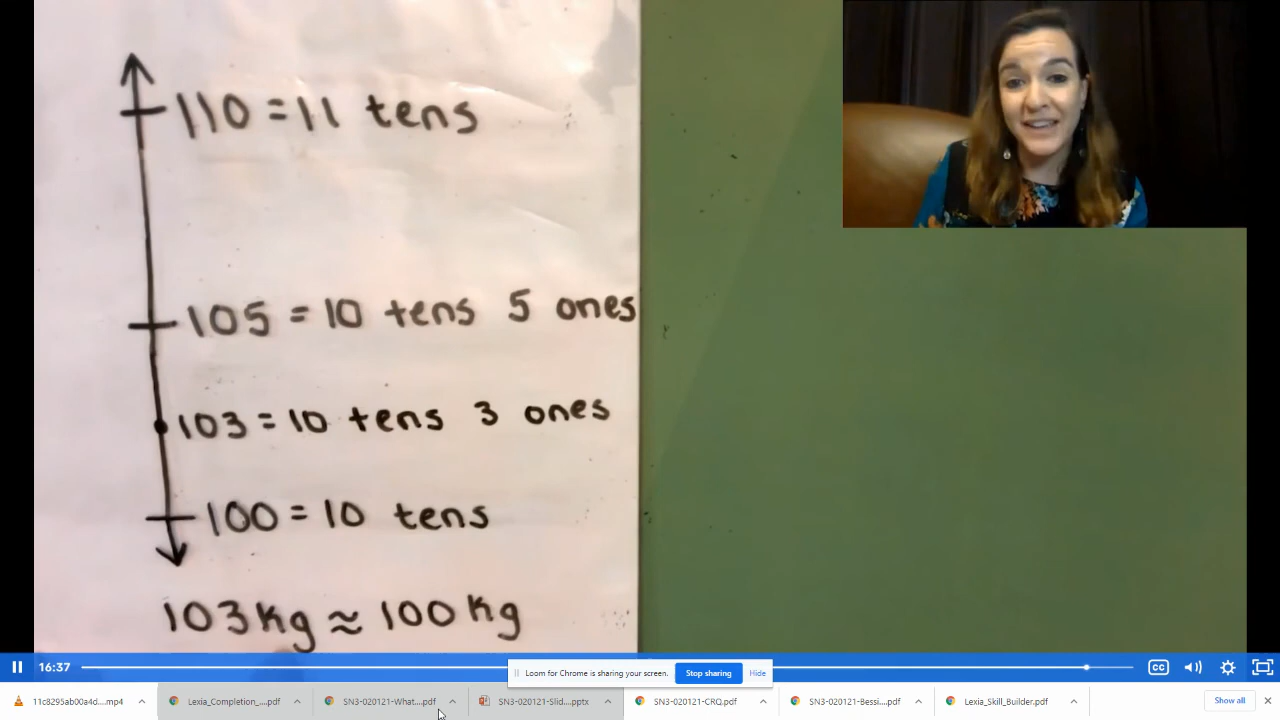 110 = 11 tens
105 = 10 tens 5 ones
103 = 10 tens 3 ones
100 = 10 tens
103 kg ≈ 100 kg
16:37
CC
Loom for Chrome is sharing your screen.
Stop sharing
Hide
11c8295ab00a4d....mp4
Lexia_Completion_....pdf
SN3-020121-What....pdf
SN3-020121-Slid....pptx
SN3-020121-CRQ.pdf
SN3-020121-Bessi....pdf
Lexia_Skill_Builder.pdf
Show all